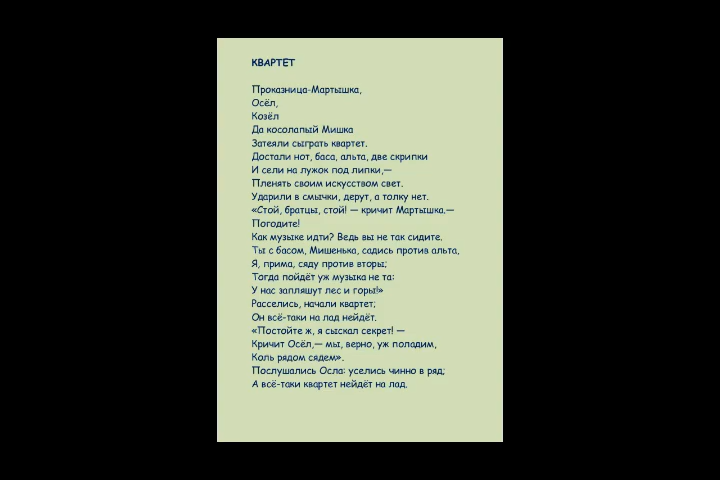 КВАРТЕТ
Проказница-Мартышка,
Осёл,
Козёл
Да косолапый Мишка
Затеяли сыграть квартет.
Достали нот, баса, альта, две скрипки
И сели на лужок под липки,—
Пленять своим искусством свет.
Ударили в смычки, дерут, а толку нет.
«Стой, братцы, стой! — кричит Мартышка.—
Погодите!
Как музыке идти? Ведь вы не так сидите.
Ты с басом, Мишенька, садись против альта,
Я, прима, сяду против вторы;
Тогда пойдёт уж музыка не та:
У нас запляшут лес и горы!»
Расселись, начали квартет;
Он всё-таки на лад нейдёт.
«Постойте ж, я сыскал секрет! —
Кричит Осёл,— мы, верно, уж поладим,
Коль рядом сядем».
Послушались Осла: уселись чинно в ряд;
А всё-таки квартет нейдёт на лад.